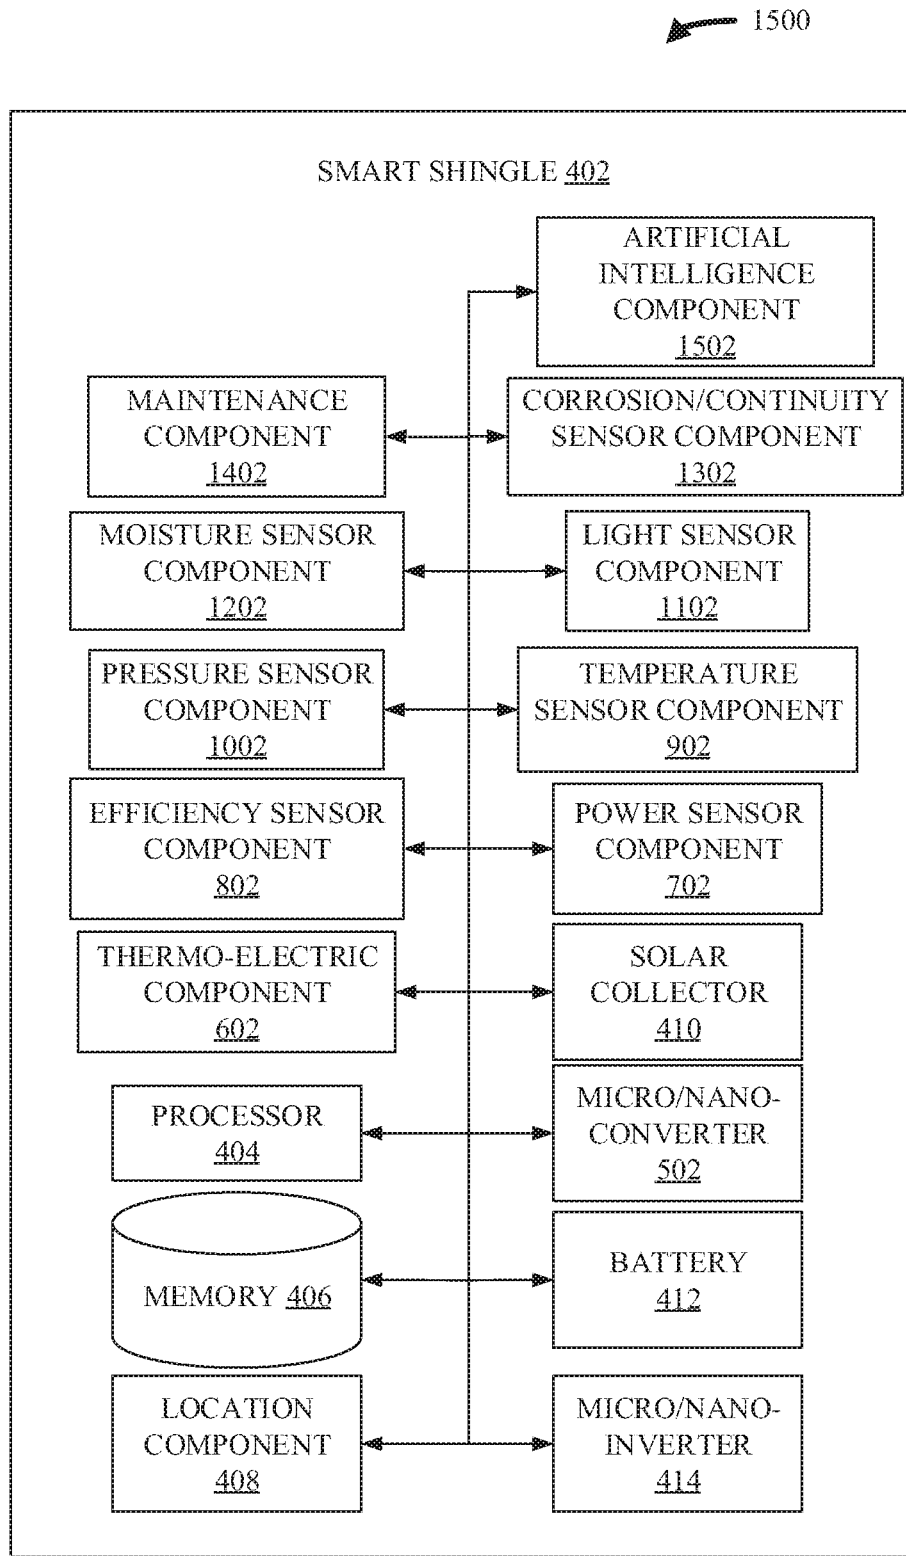 1500
SMART SHINGLE 402
ARTIFICIAL
INTELLIGENCE
COMPONENT
1502
MAINTENANCE
COMPONENT
1402
CORROSION/CONTINUITY
SENSOR COMPONENT
1302
MOISTURE SENSOR
COMPONENT
1202
LIGHT SENSOR
COMPONENT
1102
PRESSURE SENSOR
COMPONENT
1002
TEMPERATURE
SENSOR COMPONENT
902
EFFICIENCY SENSOR
COMPONENT
802
POWER SENSOR
COMPONENT
702
THERMO-ELECTRIC
COMPONENT
602
SOLAR
COLLECTOR
410
PROCESSOR
404
MICRO/NANO-
CONVERTER
502
MEMORY 406
BATTERY
412
LOCATION
COMPONENT
408
MICRO/NANO-
INVERTER
414